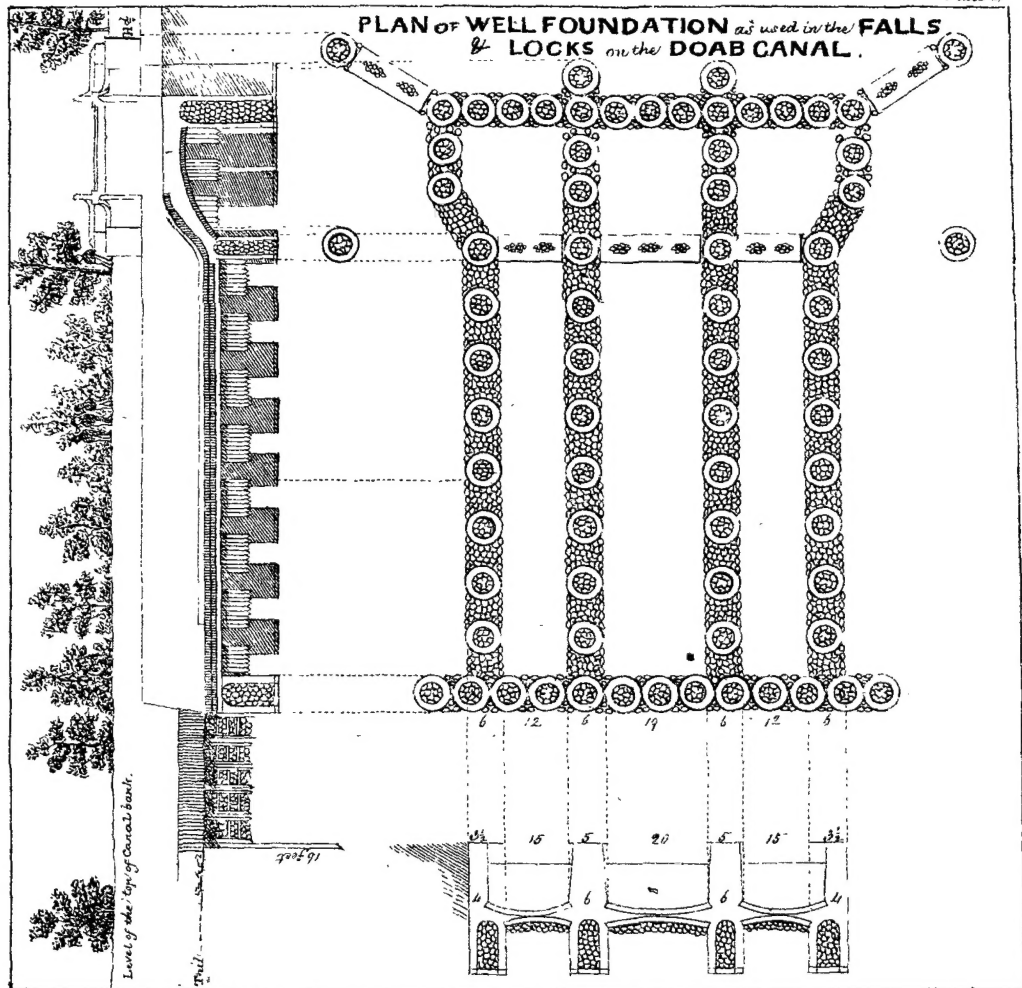 PLAN OF WELL FOUNDATION as used in the FALLS
& LOCKS on the DOAB CANAL.
6 12 6 19 6 12 6
3½ 15 5 20 5 15 3½
4 6 6 4
16 feet
Level of the top of Canal bank.